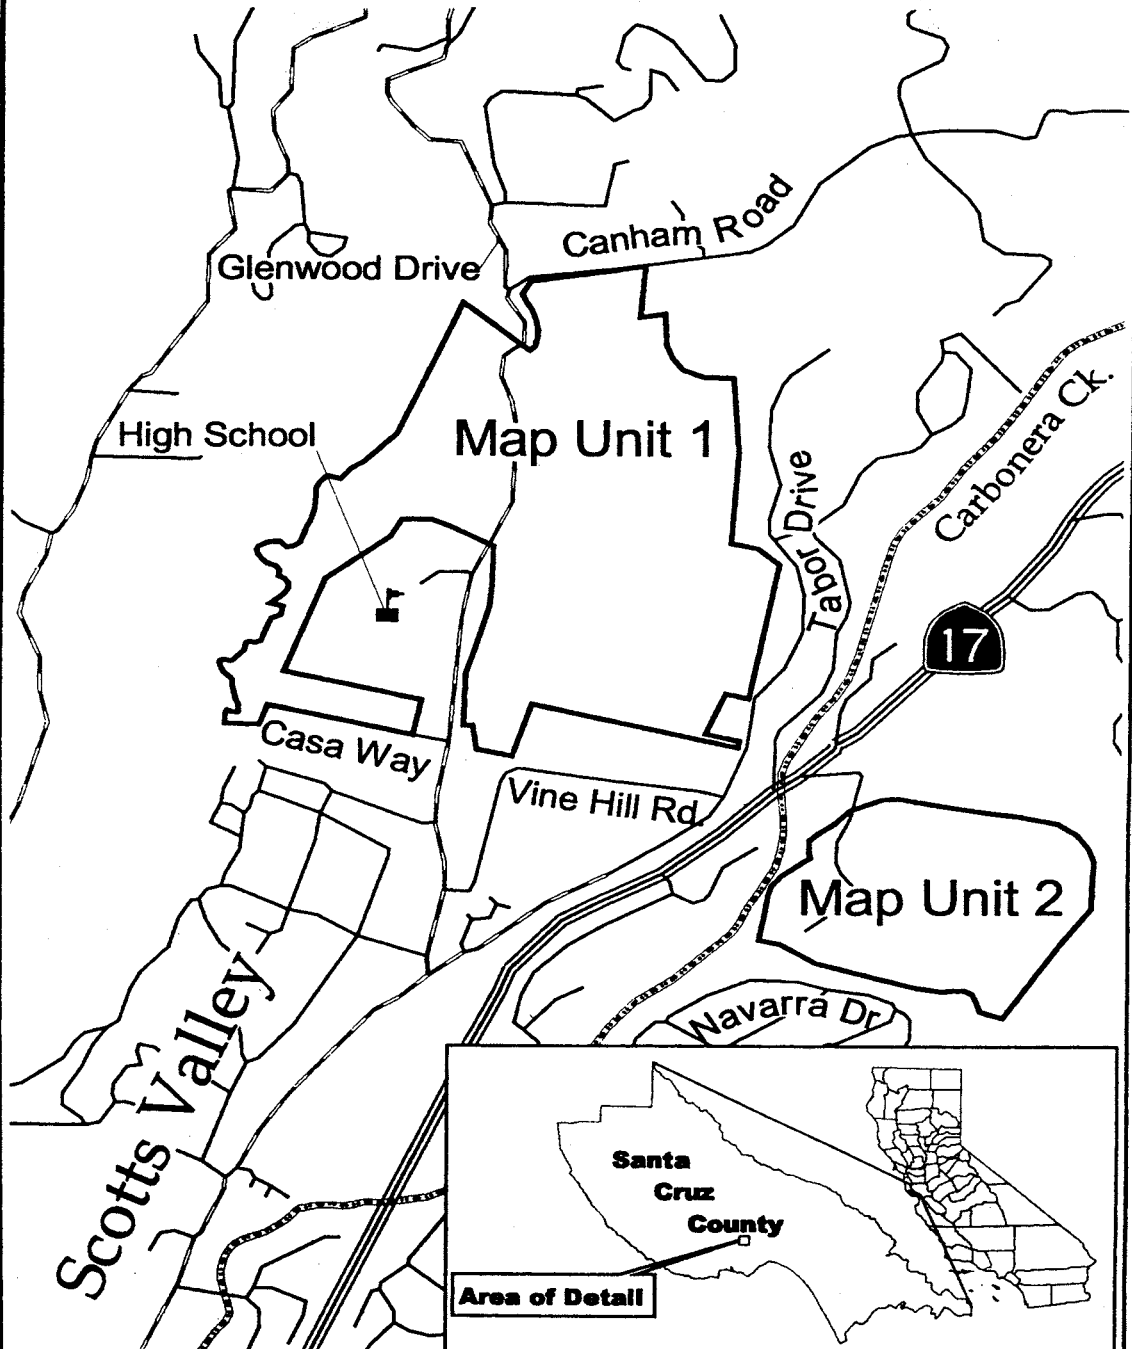 Canham Road
Glenwood Drive
High School
Map Unit 1
Carbonera Ck.
Tabor Drive
17
Casa Way
Vine Hill Rd.
Map Unit 2
Scotts Valley
Navarra Dr
Santa
Cruz
County
Area of Detail